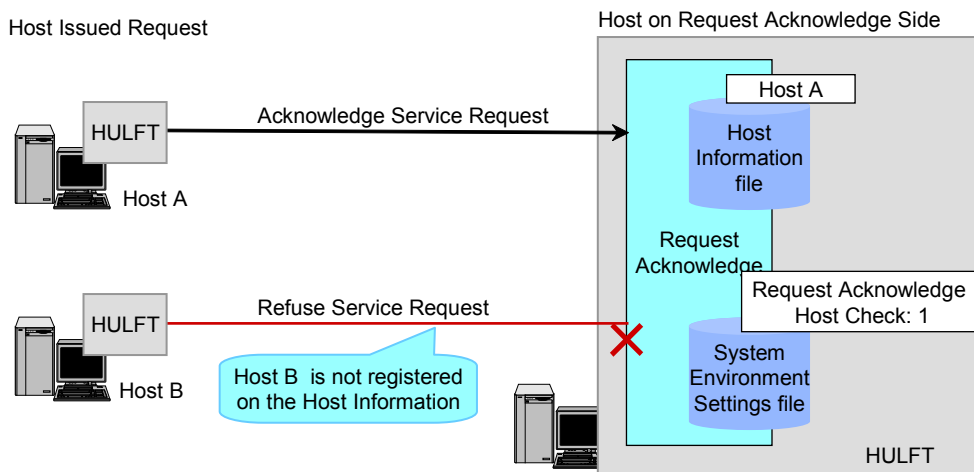 Host Issued Request
Host on Request Acknowledge Side
HULFT
Host A
Acknowledge Service Request
Host A
Host
Information
file
Request
Acknowledge
Request Acknowledge
Host Check: 1
HULFT
Host B
Refuse Service Request
Host B  is not registered
on the Host Information
System
Environment
Settings file
HULFT